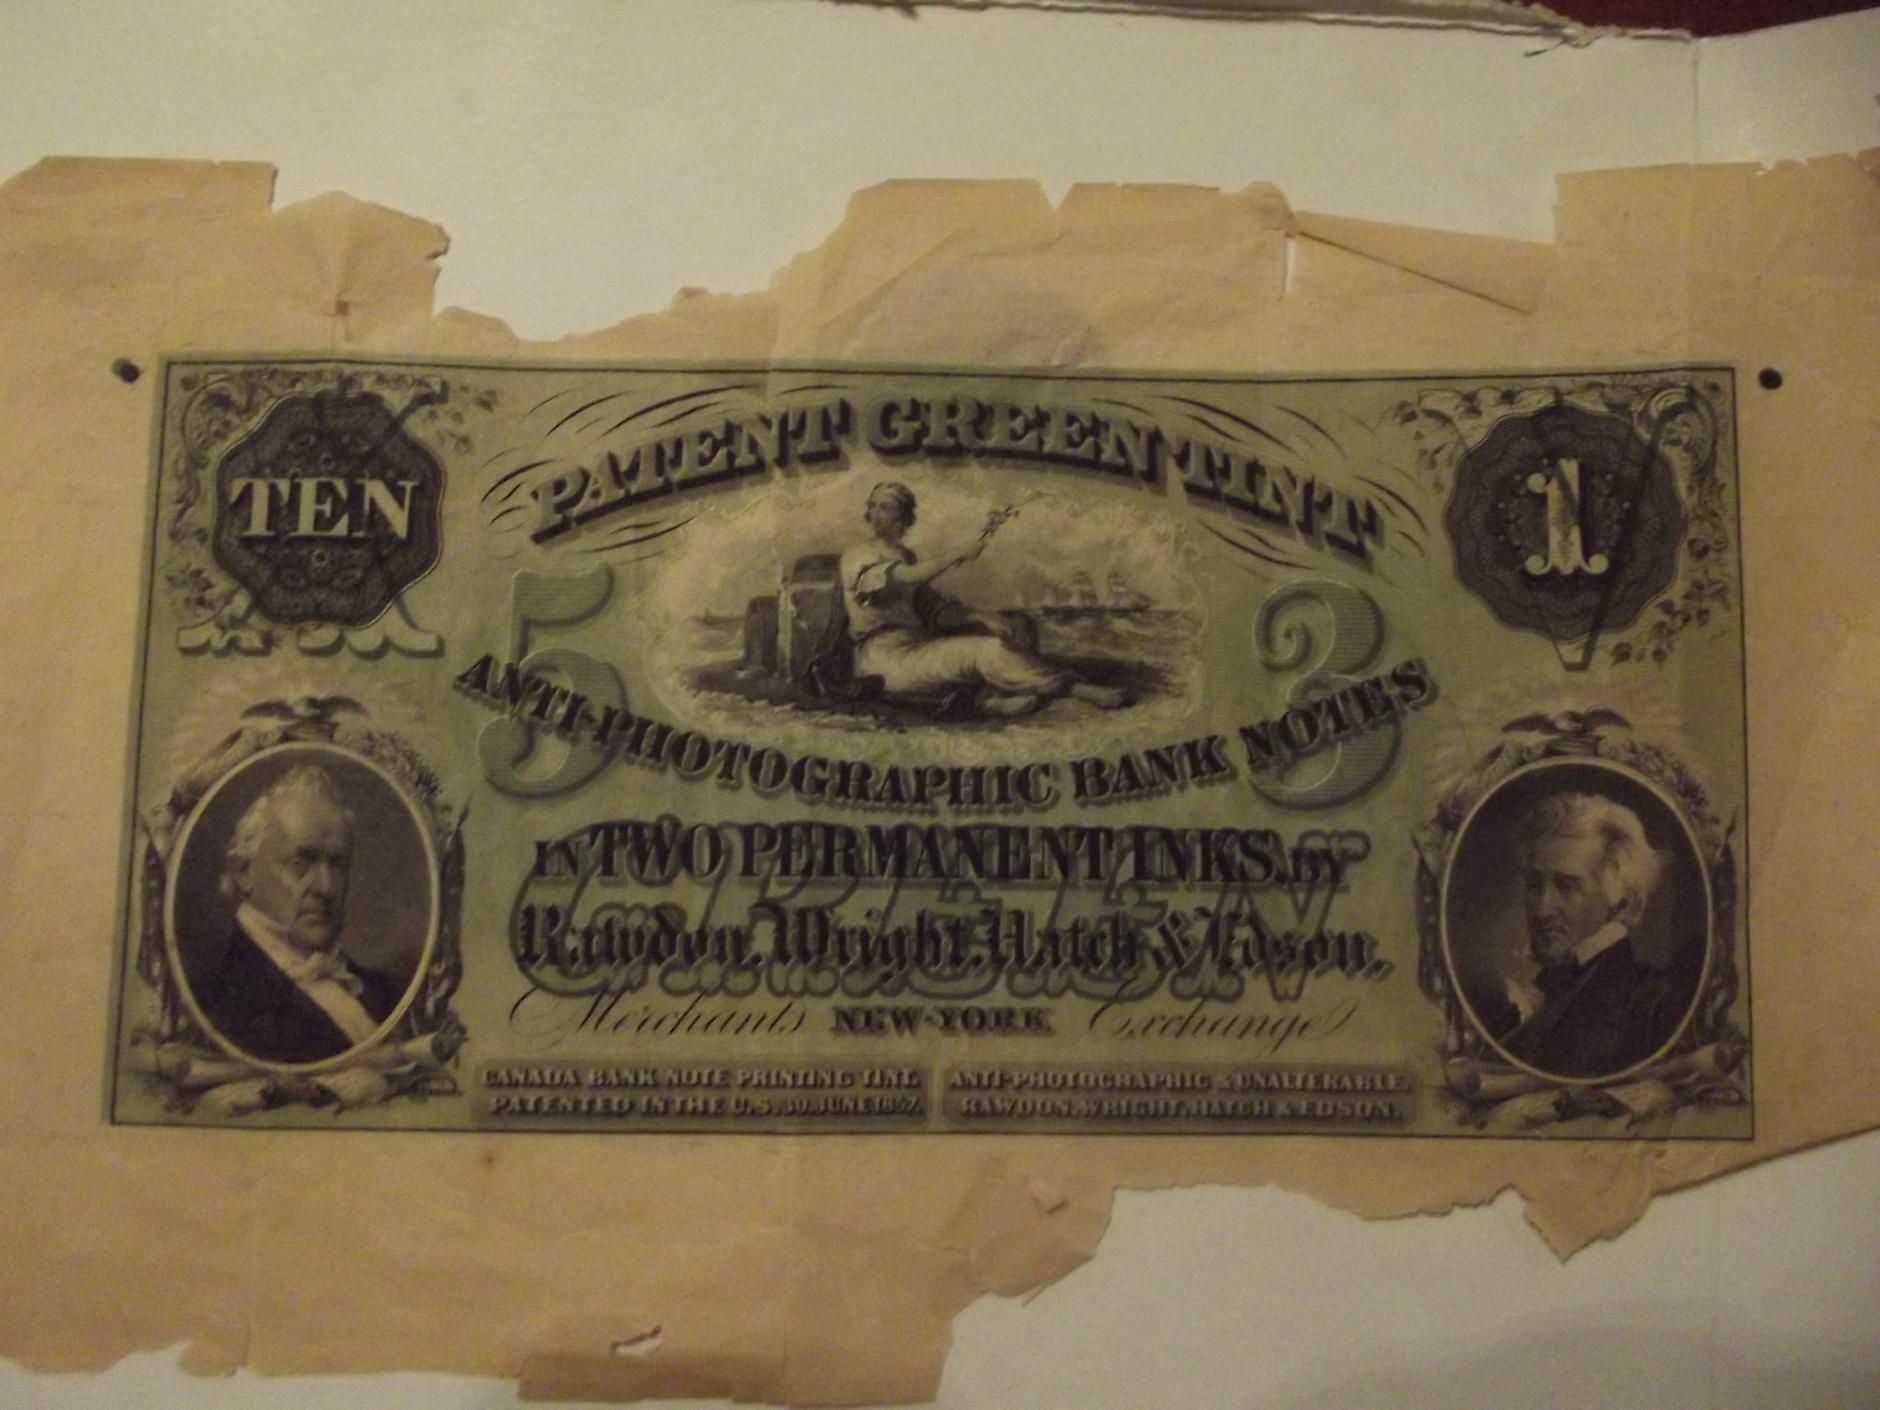 TEN
PATENT GREEN TINT
1
5
3
ANTI-PHOTOGRAPHIC BANK NOTES
IN TWO PERMANENT INKS, BY
GREEN
Rawdon, Wright, Hatch & Edson,
Merchants NEW-YORK Exchange
CANADA BANK NOTE PRINTING TINT. ANTI-PHOTOGRAPHIC & UNALTERABLE.
PATENTED IN THE U.S. 30 JUNE 1857. RAWDON, WRIGHT, HATCH & EDSON.